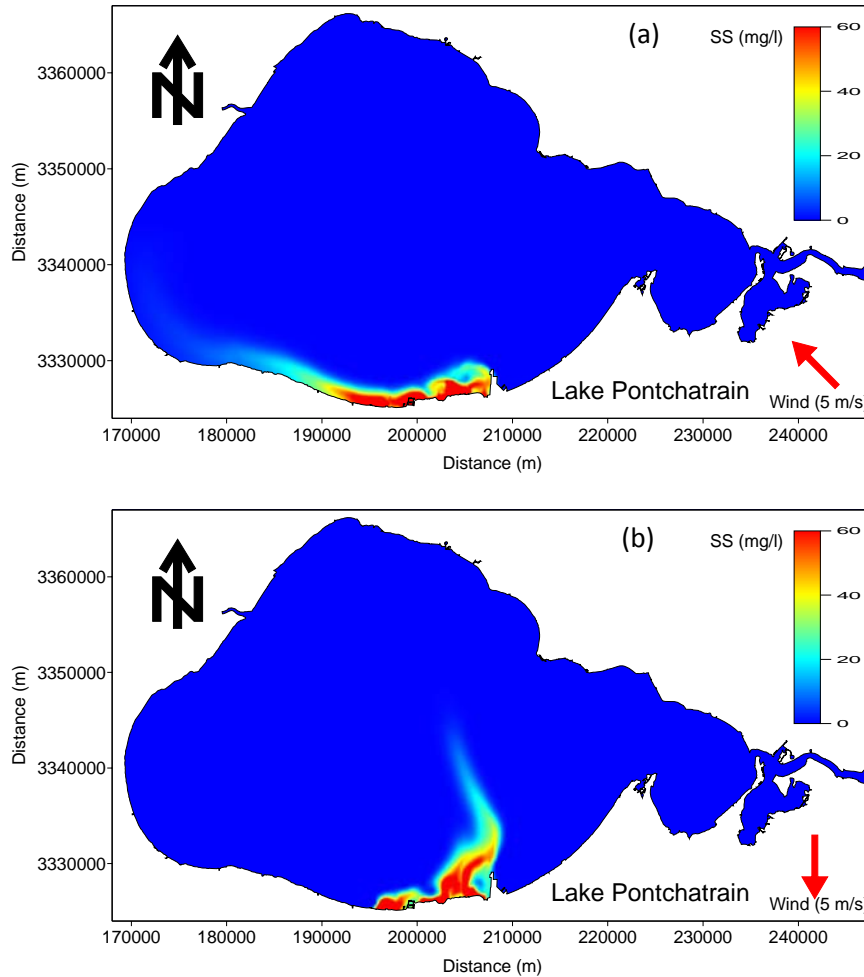 (a)
SS (mg/l)
60
40
20
0
N
3360000
3350000
3340000
3330000
Distance (m)
Lake Pontchatrain
Wind (5 m/s)
170000 180000 190000 200000 210000 220000 230000 240000
Distance (m)
(b)
SS (mg/l)
60
40
20
0
N
3360000
3350000
3340000
3330000
Distance (m)
Lake Pontchatrain
Wind (5 m/s)
170000 180000 190000 200000 210000 220000 230000 240000
Distance (m)